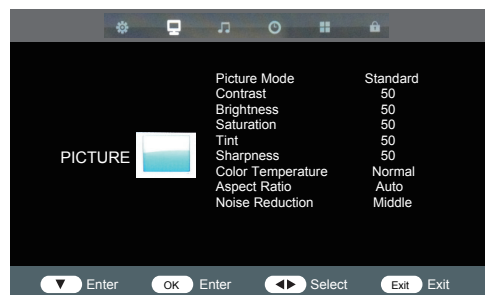 Picture Mode Standard
Contrast 50
Brightness 50
Saturation 50
Tint 50
PICTURE Sharpness 50
Color Temperature Normal
Aspect Ratio Auto
Noise Reduction Middle
▼ Enter OK Enter ◀▶ Select Exit Exit